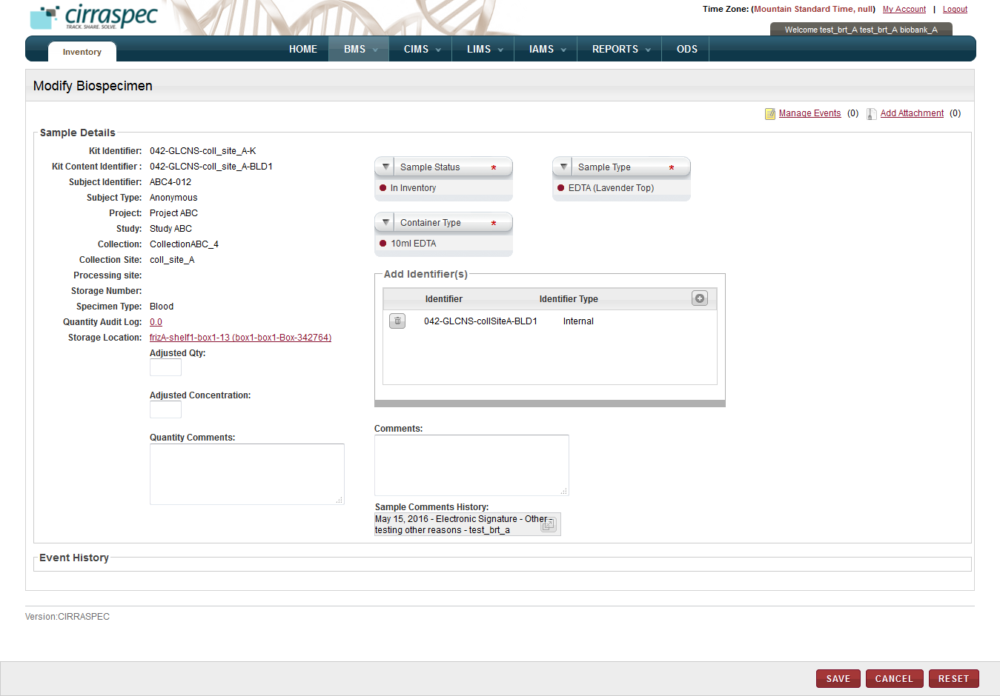 cirraspec
TRACK. SHARE. SOLVE.
Time Zone: (Mountain Standard Time, null) My Account | Logout
Welcome test_brt_A test_brt_A biobank_A
Inventory
HOME BMS CIMS LIMS IAMS REPORTS ODS
Modify Biospecimen
Manage Events (0) Add Attachment (0)
Sample Details
Kit Identifier: 042-GLCNS-coll_site_A-K
Kit Content Identifier : 042-GLCNS-coll_site_A-BLD1
Subject Identifier: ABC4-012
Subject Type: Anonymous
Project: Project ABC
Study: Study ABC
Collection: CollectionABC_4
Collection Site: coll_site_A
Processing site:
Storage Number:
Specimen Type: Blood
Quantity Audit Log: 0.0
Storage Location: frizA-shelf1-box1-13 (box1-box1-Box-342764)
Adjusted Qty:
Adjusted Concentration:
Quantity Comments:
Sample Status *
In Inventory
Sample Type *
EDTA (Lavender Top)
Container Type *
10ml EDTA
Add Identifier(s)
Identifier Identifier Type
042-GLCNS-collSiteA-BLD1 Internal
Comments:
Sample Comments History:
May 15, 2016 - Electronic Signature - Other -
testing other reasons - test_brt_a
Event History
Version:CIRRASPEC
SAVE CANCEL RESET